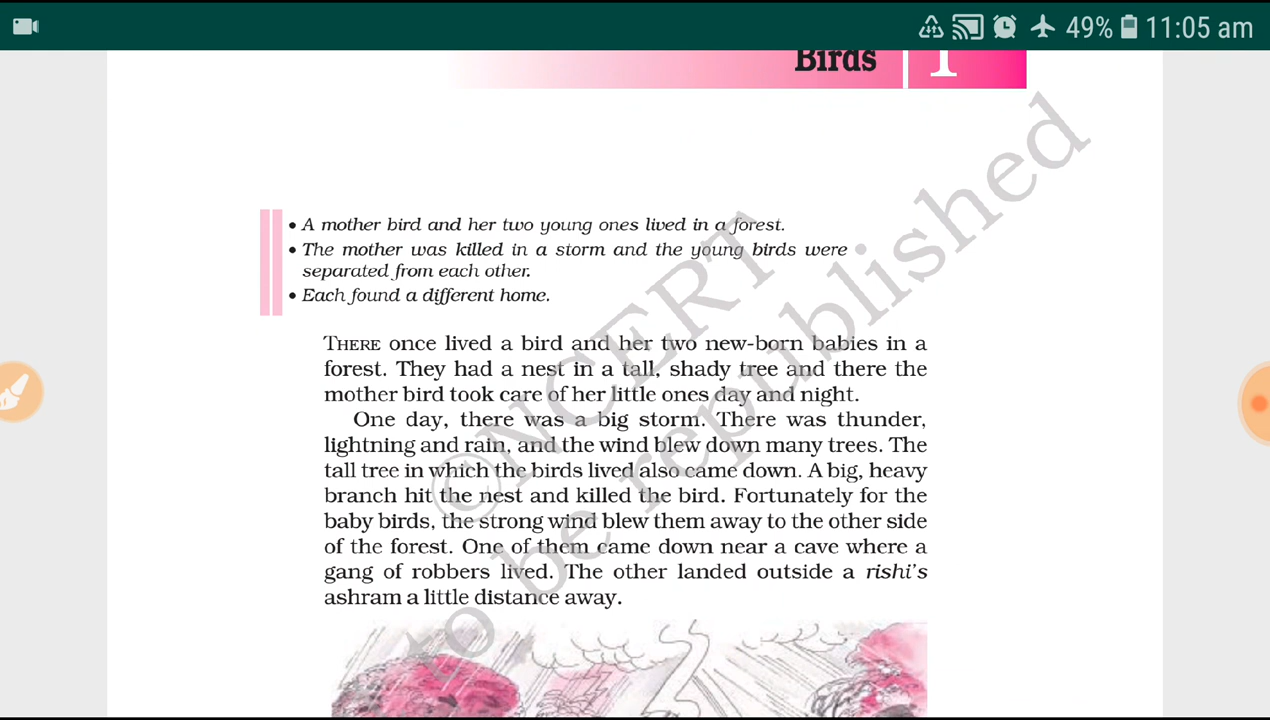 49% 11:05 am
Birds 1
• A mother bird and her two young ones lived in a forest.
• The mother was killed in a storm and the young birds were
separated from each other.
• Each found a different home.
THERE once lived a bird and her two new-born babies in a
forest. They had a nest in a tall, shady tree and there the
mother bird took care of her little ones day and night.
One day, there was a big storm. There was thunder,
lightning and rain, and the wind blew down many trees. The
tall tree in which the birds lived also came down. A big, heavy
branch hit the nest and killed the bird. Fortunately for the
baby birds, the strong wind blew them away to the other side
of the forest. One of them came down near a cave where a
gang of robbers lived. The other landed outside a rishi's
ashram a little distance away.
©NCERT
to be republished